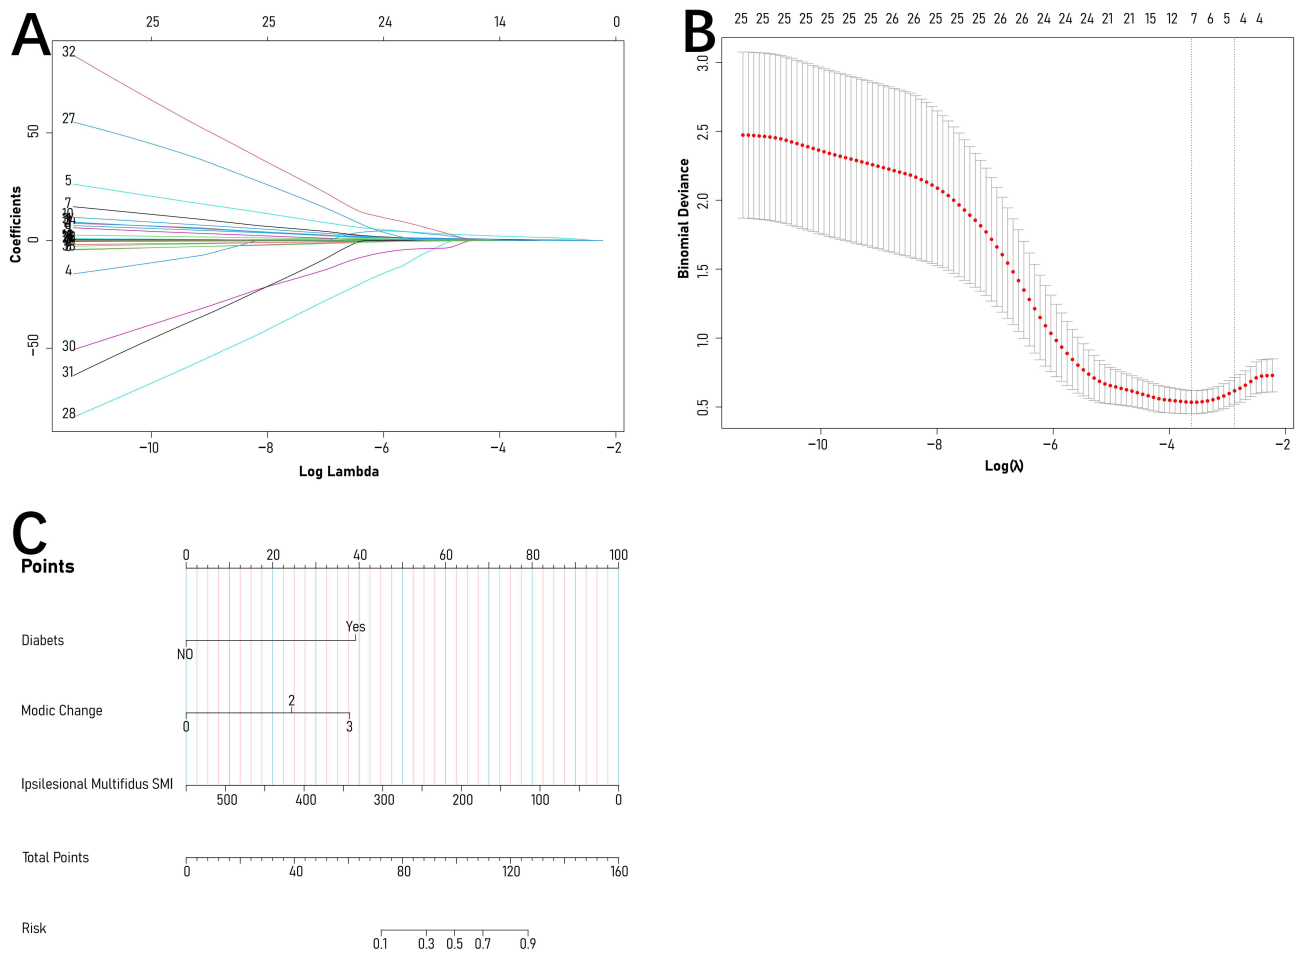 A
25 25 24 14 0
32
27
5
7
10
4
30
31
28
50
0
−50
Coefficients
−10 −8 −6 −4 −2
Log Lambda
B
25 25 25 25 25 25 25 26 26 25 25 25 26 26 24 24 24 21 21 15 12 7 6 5 4 4
3.0
2.5
2.0
1.5
1.0
0.5
Binomial Deviance
−10 −8 −6 −4 −2
Log(λ)
C
0 20 40 60 80 100
Points
Yes
Diabets
NO
2
Modic Change
0 3
Ipsilesional Multifidus SMI
500 400 300 200 100 0
Total Points
0 40 80 120 160
Risk
0.1 0.3 0.5 0.7 0.9